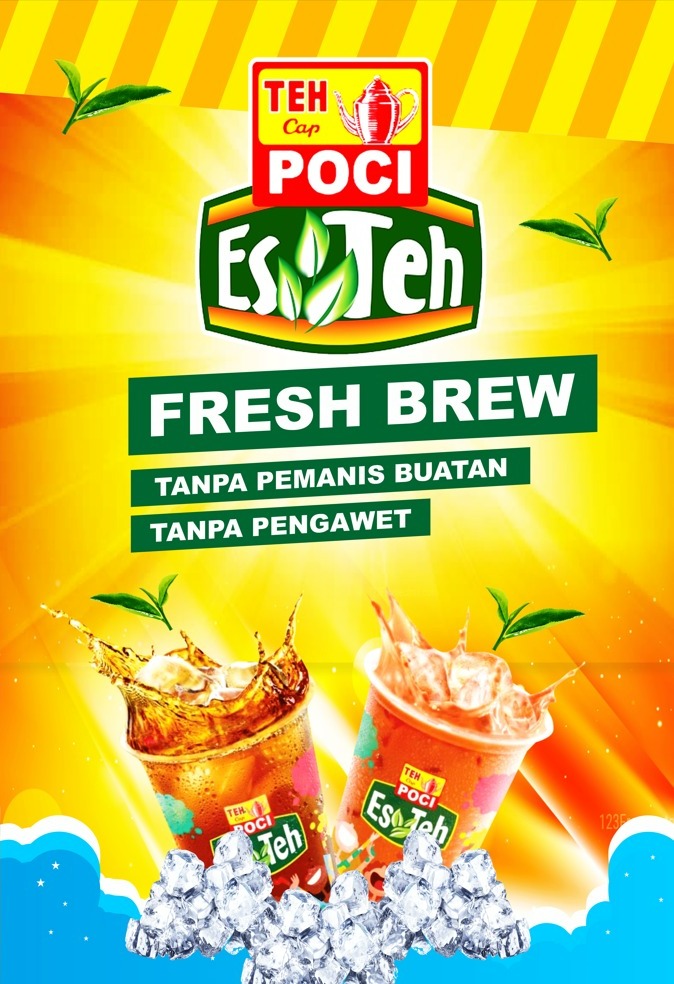 TEH
Cap
POCI
Es Teh
FRESH BREW
TANPA PEMANIS BUATAN
TANPA PENGAWET
TEH
Cap
POCI
Es Teh
TEH
POCI
Teh